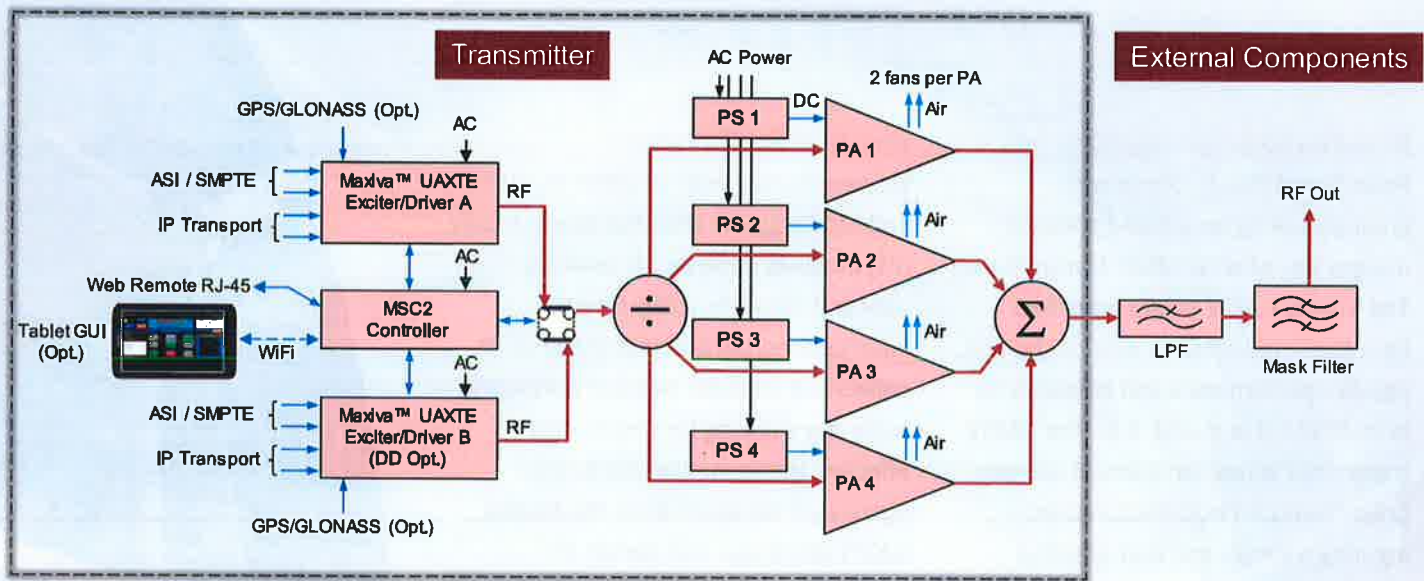 Transmitter
External Components
AC Power
2 fans per PA
GPS/GLONASS (Opt.)
AC
ASI / SMPTE
IP Transport
Maxiva™ UAXTE
Exciter/Driver A
RF
PS 1
DC
PA 1
Air
PS 2
PA 2
Air
RF Out
Web Remote RJ-45
AC
MSC2
Controller
÷
Σ
Tablet GUI
(Opt.)
WiFi
PS 3
PA 3
Air
LPF
Mask Filter
AC
ASI / SMPTE
IP Transport
Maxiva™ UAXTE
Exciter/Driver B
(DD Opt.)
RF
PS 4
PA 4
Air
GPS/GLONASS (Opt.)